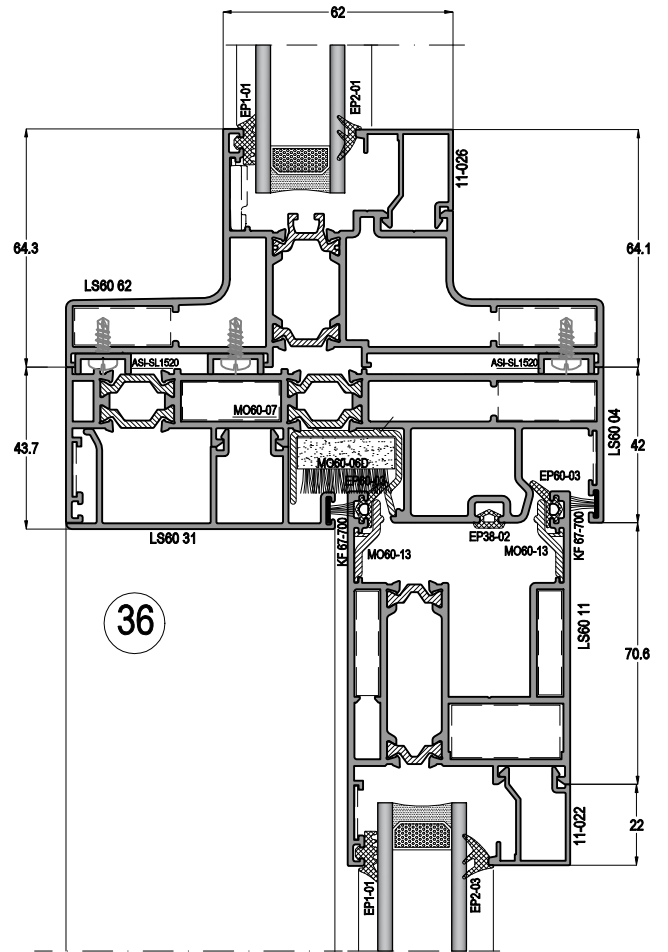 62
EP1-01
EP2-01
11-026
64.3
64.1
LS60 62
ASI-SL1520
ASI-SL1520
MO60-07
LS60 04
43.7
42
MO60-06D
EP60-03
KF 67-700
EP38-02
KF 67-700
LS60 31
MO60-13
MO60-13
36
LS60 11
70.6
11-022
22
EP1-01
EP2-03